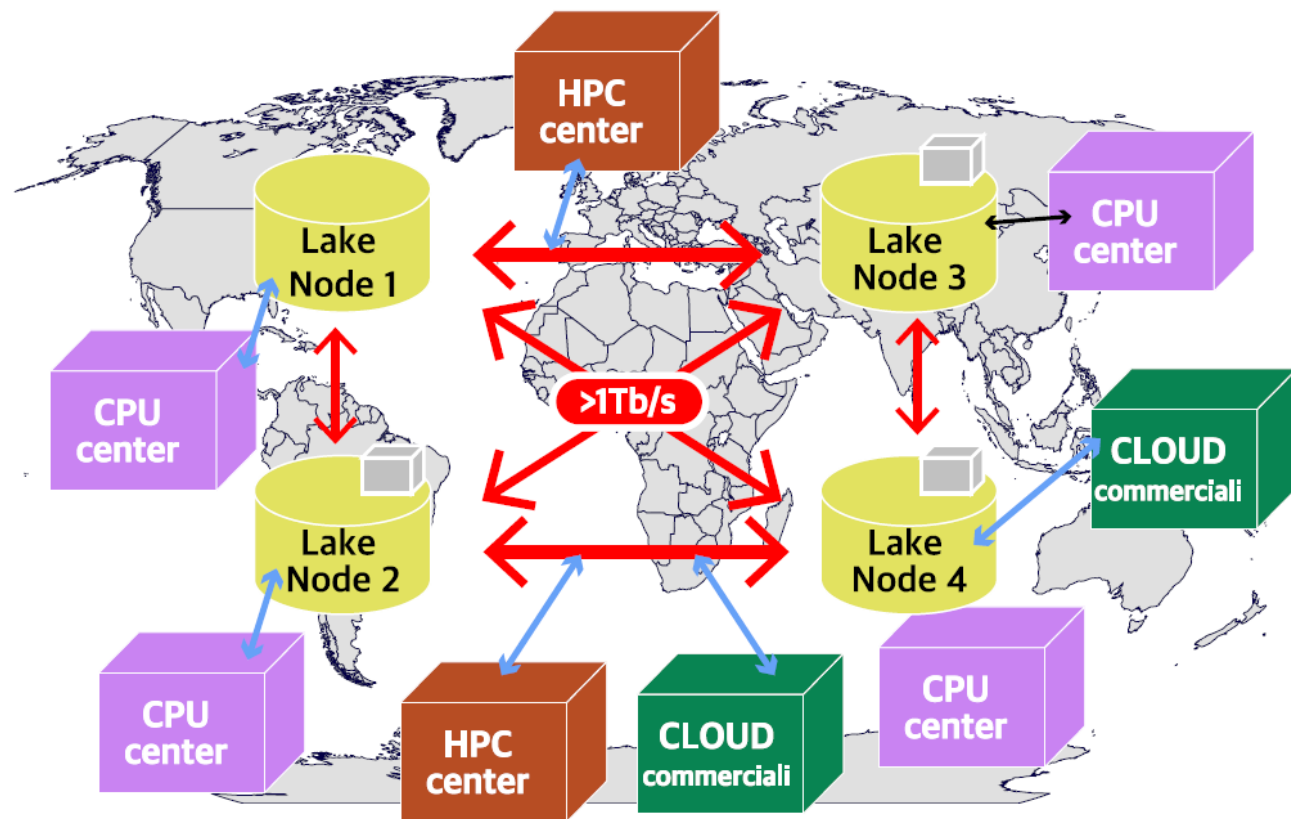 HPC
center
Lake
Node 1
Lake
Node 3
CPU
center
CPU
center
>1Tb/s
CLOUD
commerciali
Lake
Node 2
Lake
Node 4
CPU
center
HPC
center
CLOUD
commerciali
CPU
center